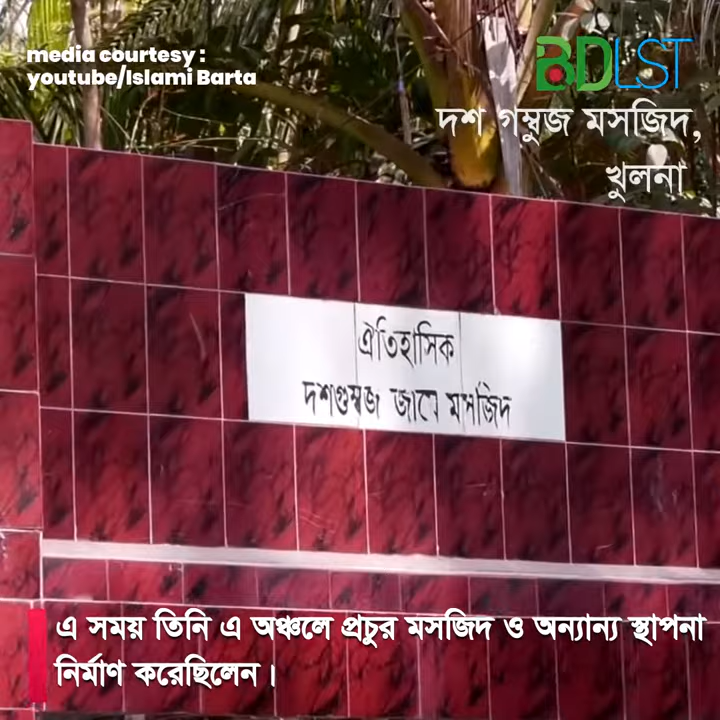 media courtesy :
youtube/Islami Barta
BDLST
দশ গম্বুজ মসজিদ,
খুলনা
ঐতিহাসিক
দশগুম্বজ জামে মসজিদ
এ সময় তিনি এ অঞ্চলে প্রচুর মসজিদ ও অন্যান্য স্থাপনা
নির্মাণ করেছিলেন।